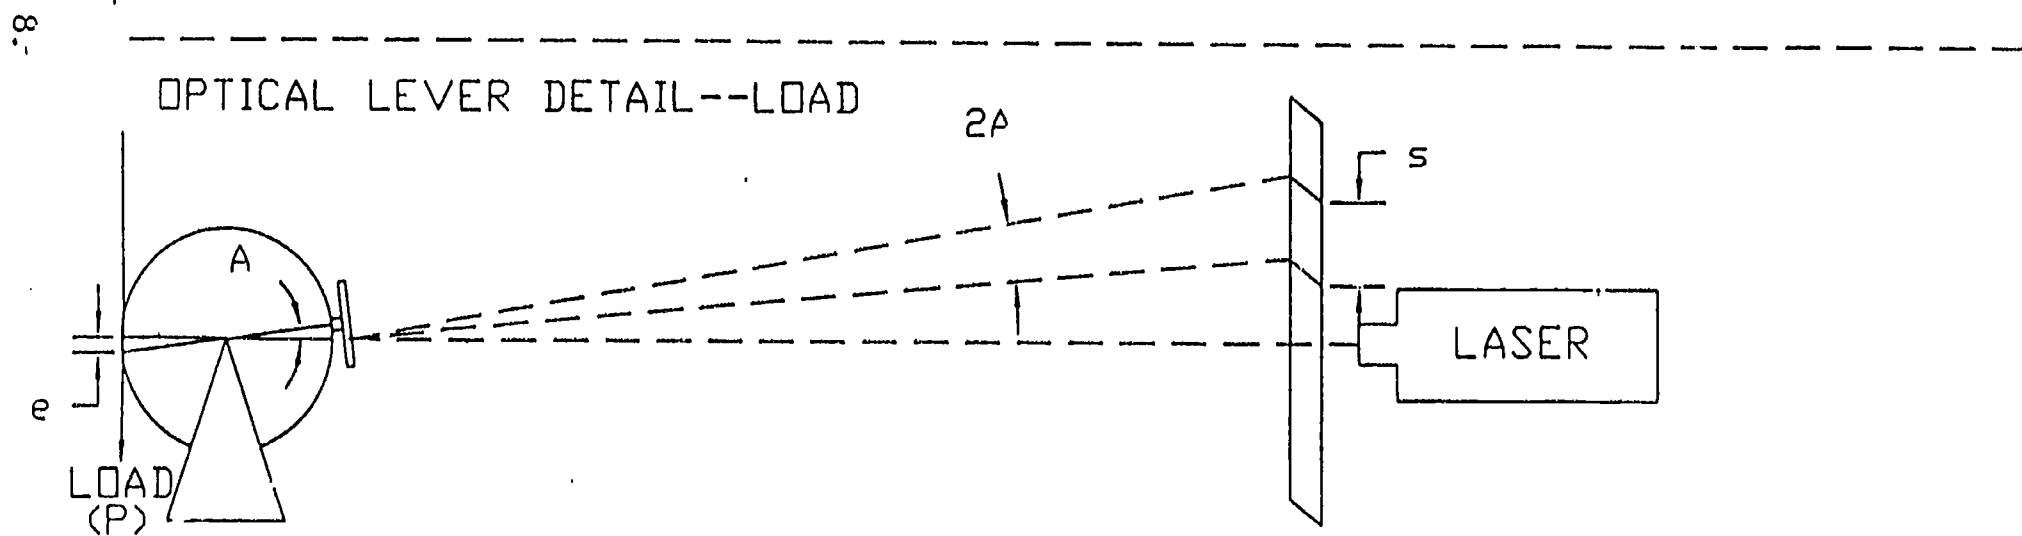 8.
OPTICAL LEVER DETAIL--LOAD
2A
s
A
LASER
e
LOAD
(P)